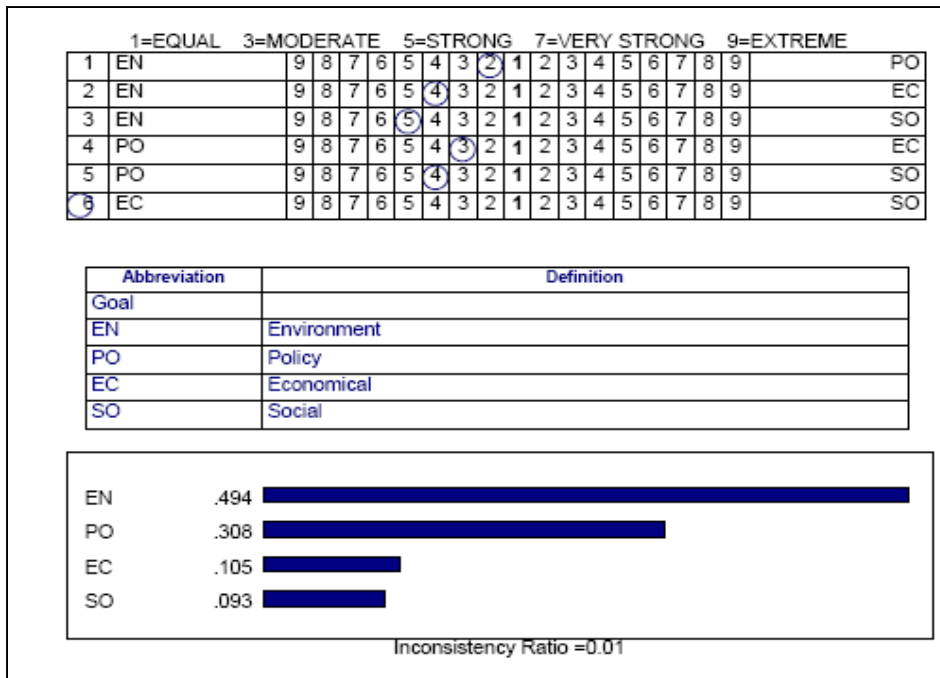 1=EQUAL 3=MODERATE 5=STRONG 7=VERY STRONG 9=EXTREME
1 EN 9 8 7 6 5 4 3 2 1 2 3 4 5 6 7 8 9 PO
2 EN 9 8 7 6 5 4 3 2 1 2 3 4 5 6 7 8 9 EC
3 EN 9 8 7 6 5 4 3 2 1 2 3 4 5 6 7 8 9 SO
4 PO 9 8 7 6 5 4 3 2 1 2 3 4 5 6 7 8 9 EC
5 PO 9 8 7 6 5 4 3 2 1 2 3 4 5 6 7 8 9 SO
6 EC 9 8 7 6 5 4 3 2 1 2 3 4 5 6 7 8 9 SO
Abbreviation Definition
Goal
EN Environment
PO Policy
EC Economical
SO Social
EN .494
PO .308
EC .105
SO .093
Inconsistency Ratio =0.01